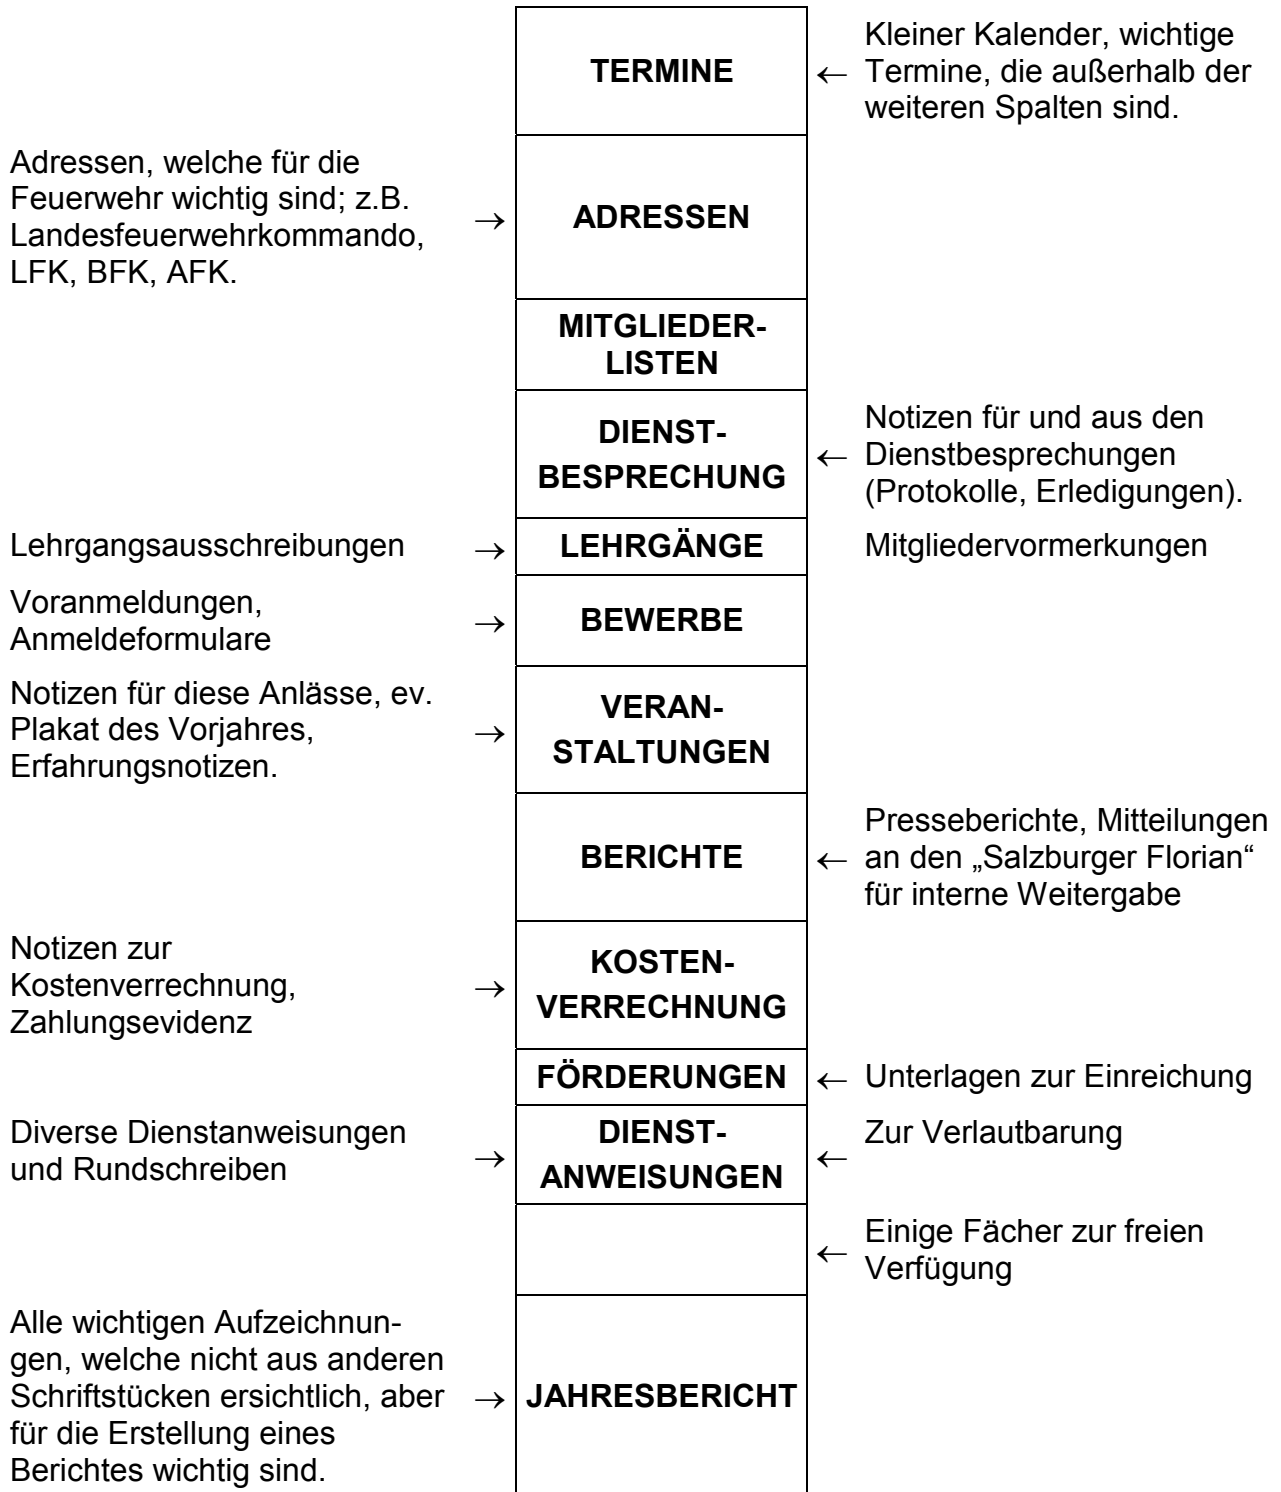 TERMINE
← Kleiner Kalender, wichtige
Termine, die außerhalb der
weiteren Spalten sind.
Adressen, welche für die
Feuerwehr wichtig sind; z.B.
Landesfeuerwehrkommando,
LFK, BFK, AFK.
→ ADRESSEN
MITGLIEDER-
LISTEN
DIENST-
BESPRECHUNG
← Notizen für und aus den
Dienstbesprechungen
(Protokolle, Erledigungen).
Lehrgangsausschreibungen → LEHRGÄNGE Mitgliedervormerkungen
Voranmeldungen,
Anmeldeformulare
→ BEWERBE
Notizen für diese Anlässe, ev.
Plakat des Vorjahres,
Erfahrungsnotizen.
→ VERAN-
STALTUNGEN
BERICHTE
← Presseberichte, Mitteilungen
an den „Salzburger Florian“
für interne Weitergabe
Notizen zur
Kostenverrechnung,
Zahlungsevidenz
→ KOSTEN-
VERRECHNUNG
FÖRDERUNGEN ← Unterlagen zur Einreichung
Diverse Dienstanweisungen
und Rundschreiben
→ DIENST-
ANWEISUNGEN
← Zur Verlautbarung
← Einige Fächer zur freien
Verfügung
Alle wichtigen Aufzeichnun-
gen, welche nicht aus anderen
Schriftstücken ersichtlich, aber
für die Erstellung eines
Berichtes wichtig sind.
→ JAHRESBERICHT